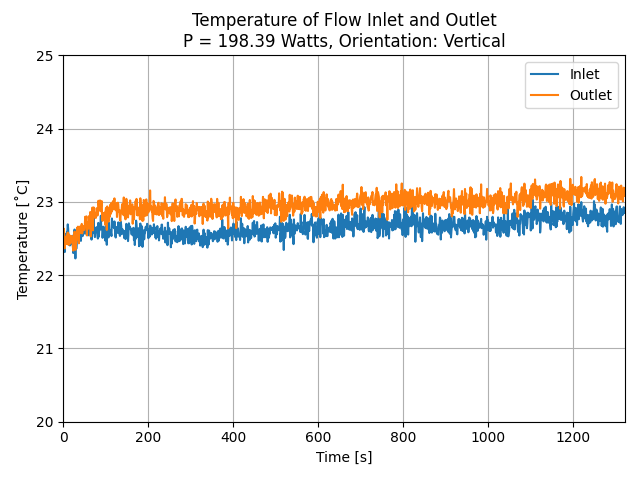 Temperature of Flow Inlet and Outlet
P = 198.39 Watts, Orientation: Vertical
Inlet
Outlet
Temperature [˚C]
25
24
23
22
21
20
0 200 400 600 800 1000 1200
Time [s]